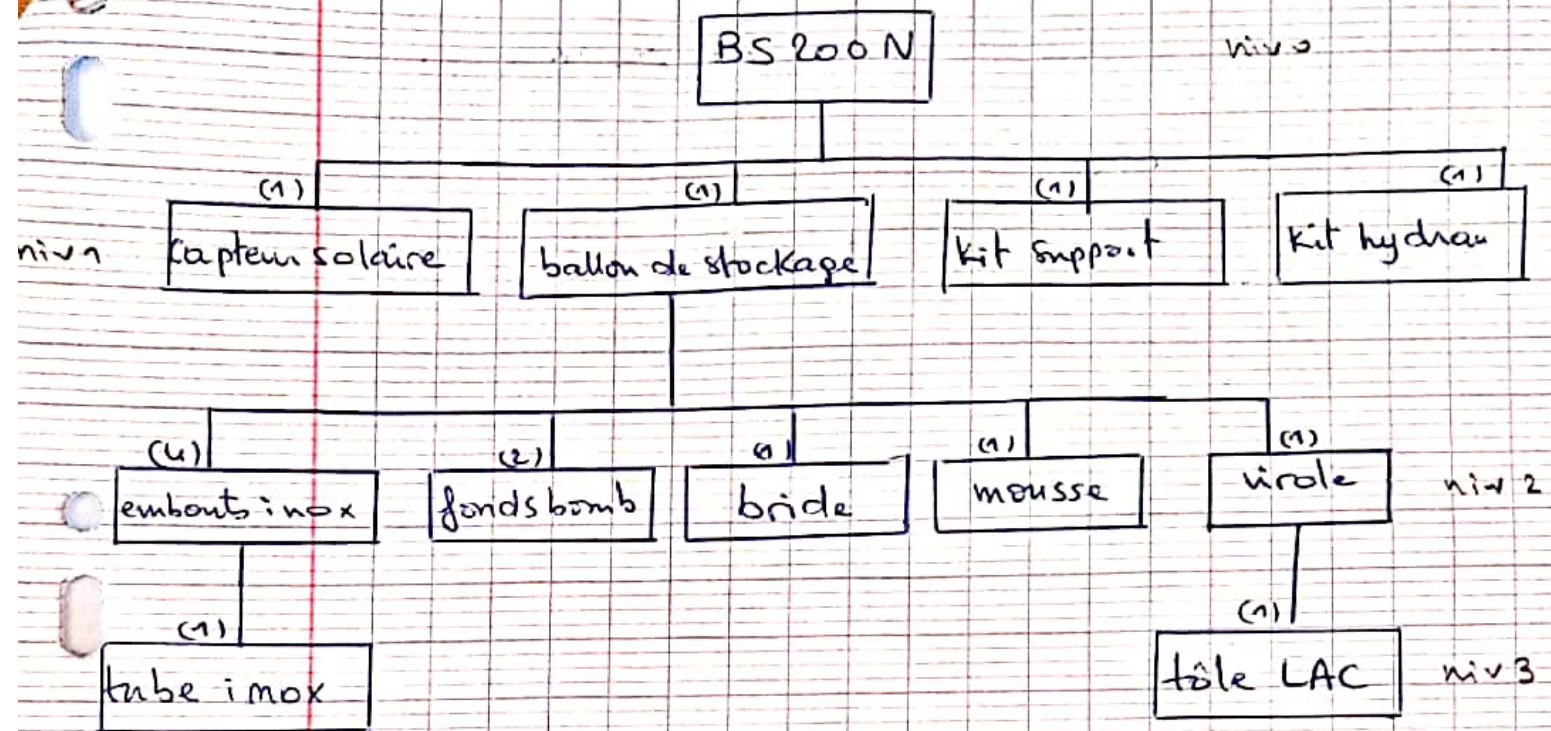 BS 200 N
niv 0
(1)
(1)
(1)
(1)
niv 1
Capteur solaire
ballon de stockage
Kit Support
Kit hydrau
(4)
(2)
(1)
(1)
(1)
embouts inox
fonds bomb
bride
mousse
virole
niv 2
(1)
(1)
tube inox
tôle LAC
niv 3